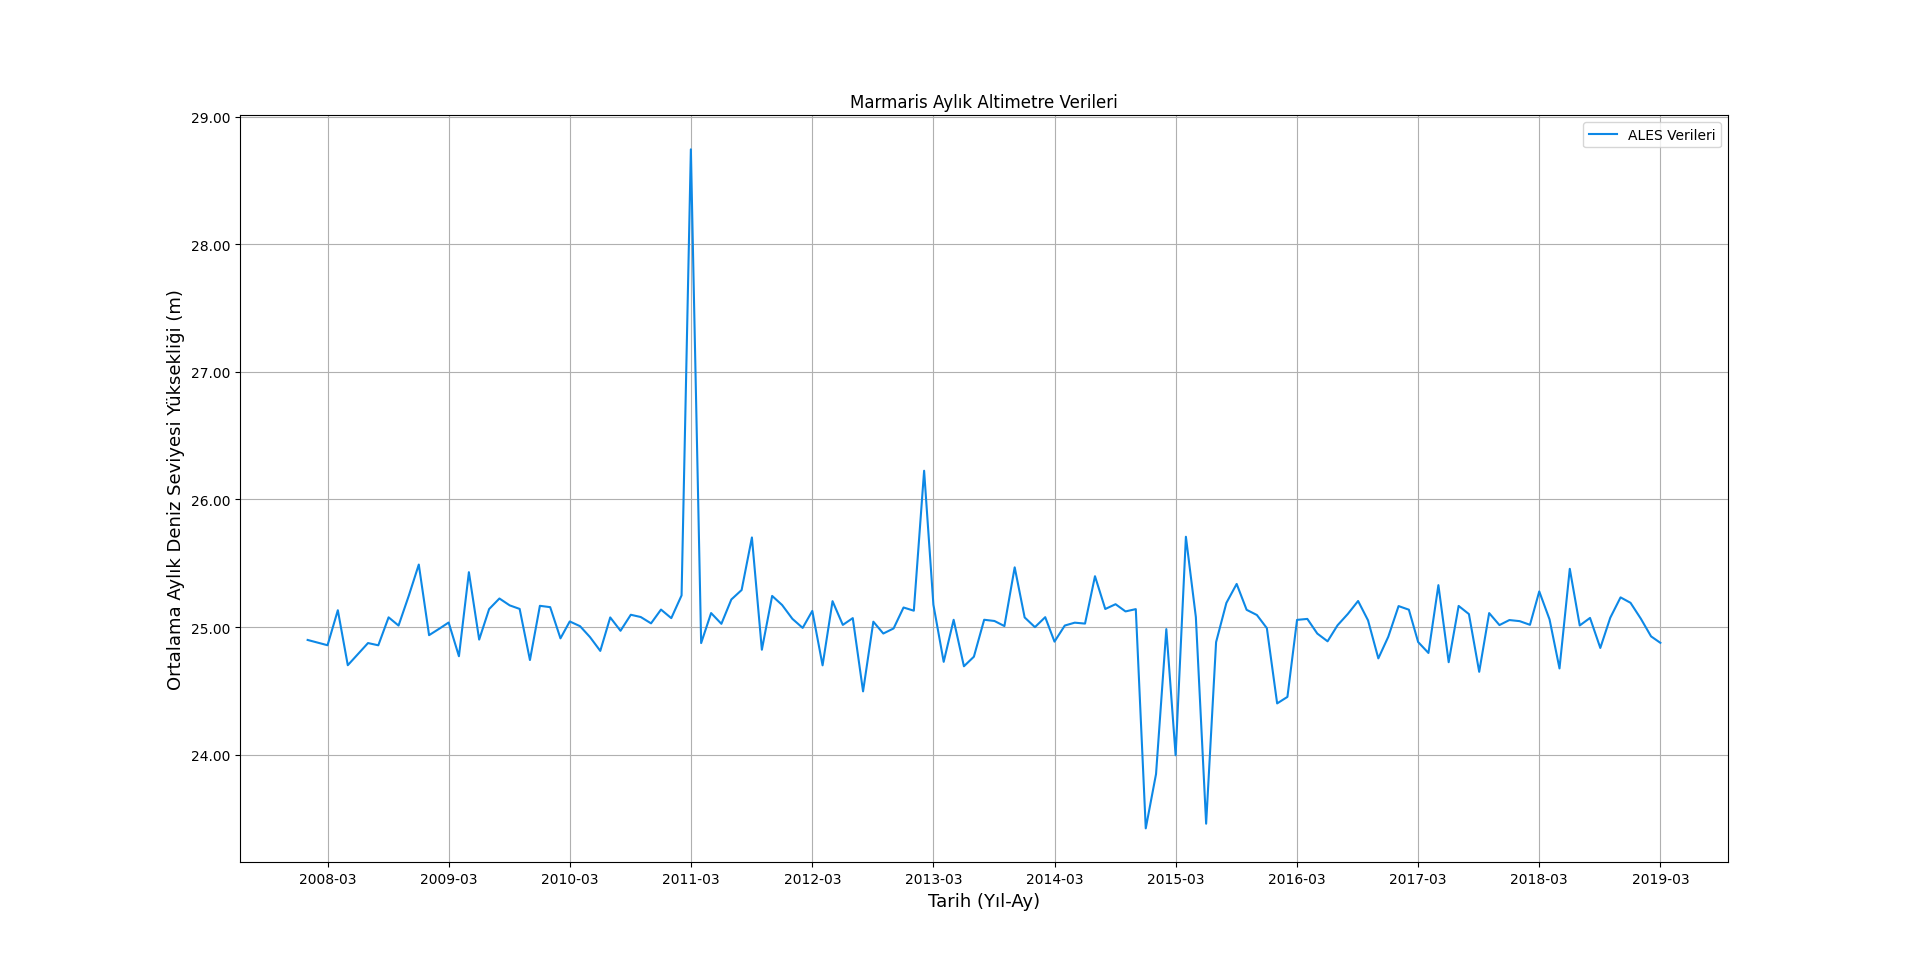 Marmaris Aylık Altimetre Verileri
ALES Verileri
Ortalama Aylık Deniz Seviyesi Yüksekliği (m)
29.00
28.00
27.00
26.00
25.00
24.00
2008-03 2009-03 2010-03 2011-03 2012-03 2013-03 2014-03 2015-03 2016-03 2017-03 2018-03 2019-03
Tarih (Yıl-Ay)